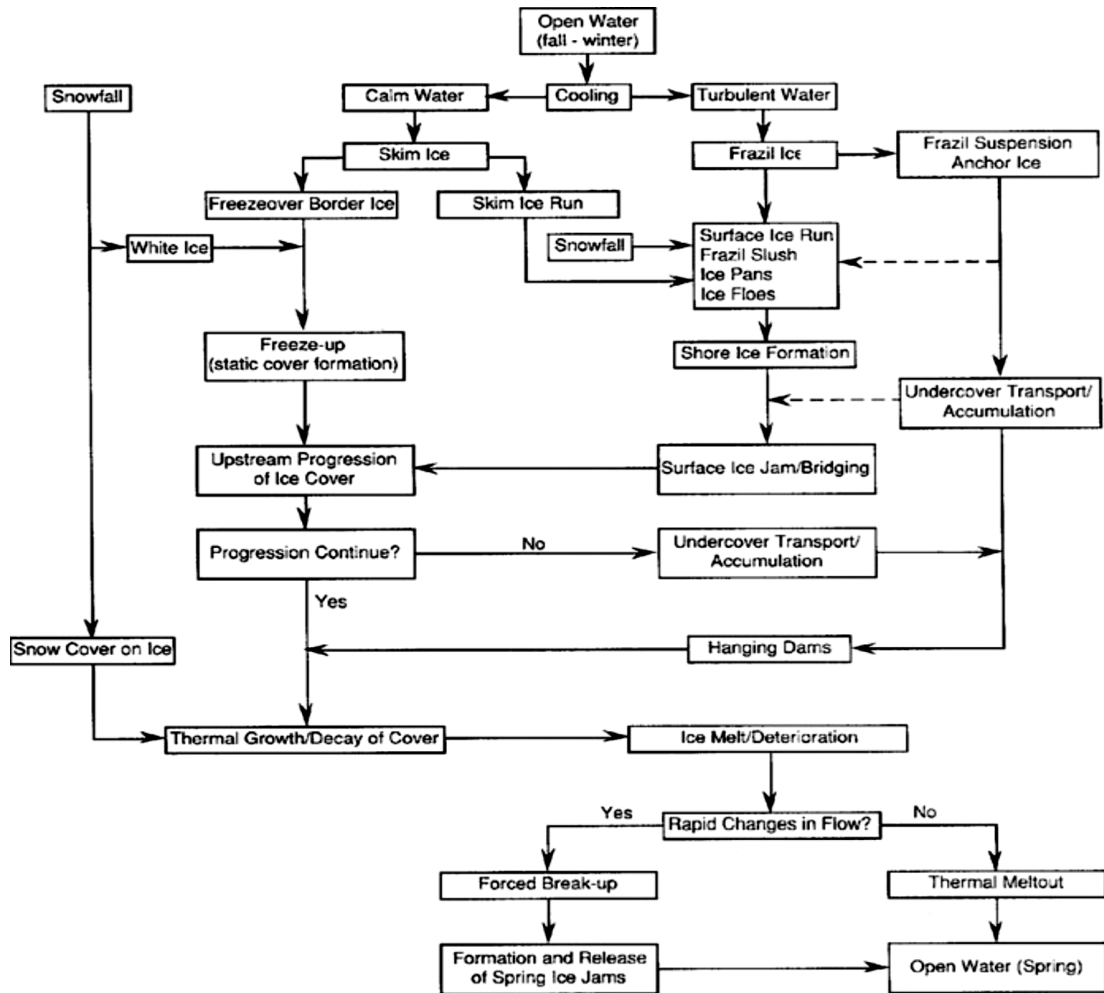 Open Water
(fall - winter)
Snowfall
Calm Water
Cooling
Turbulent Water
Skim Ice
Frazil Ice
Frazil Suspension
Anchor Ice
Freezeover Border Ice
Skim Ice Run
White Ice
Snowfall
Surface Ice Run
Frazil Slush
Ice Pans
Ice Floes
Freeze-up
(static cover formation)
Shore Ice Formation
Undercover Transport/
Accumulation
Upstream Progression
of Ice Cover
Surface Ice Jam/Bridging
Progression Continue?
No
Undercover Transport/
Accumulation
Yes
Snow Cover on Ice
Hanging Dams
Thermal Growth/Decay of Cover
Ice Melt/Deterioration
Yes
Rapid Changes in Flow?
No
Forced Break-up
Thermal Meltout
Formation and Release
of Spring Ice Jams
Open Water (Spring)